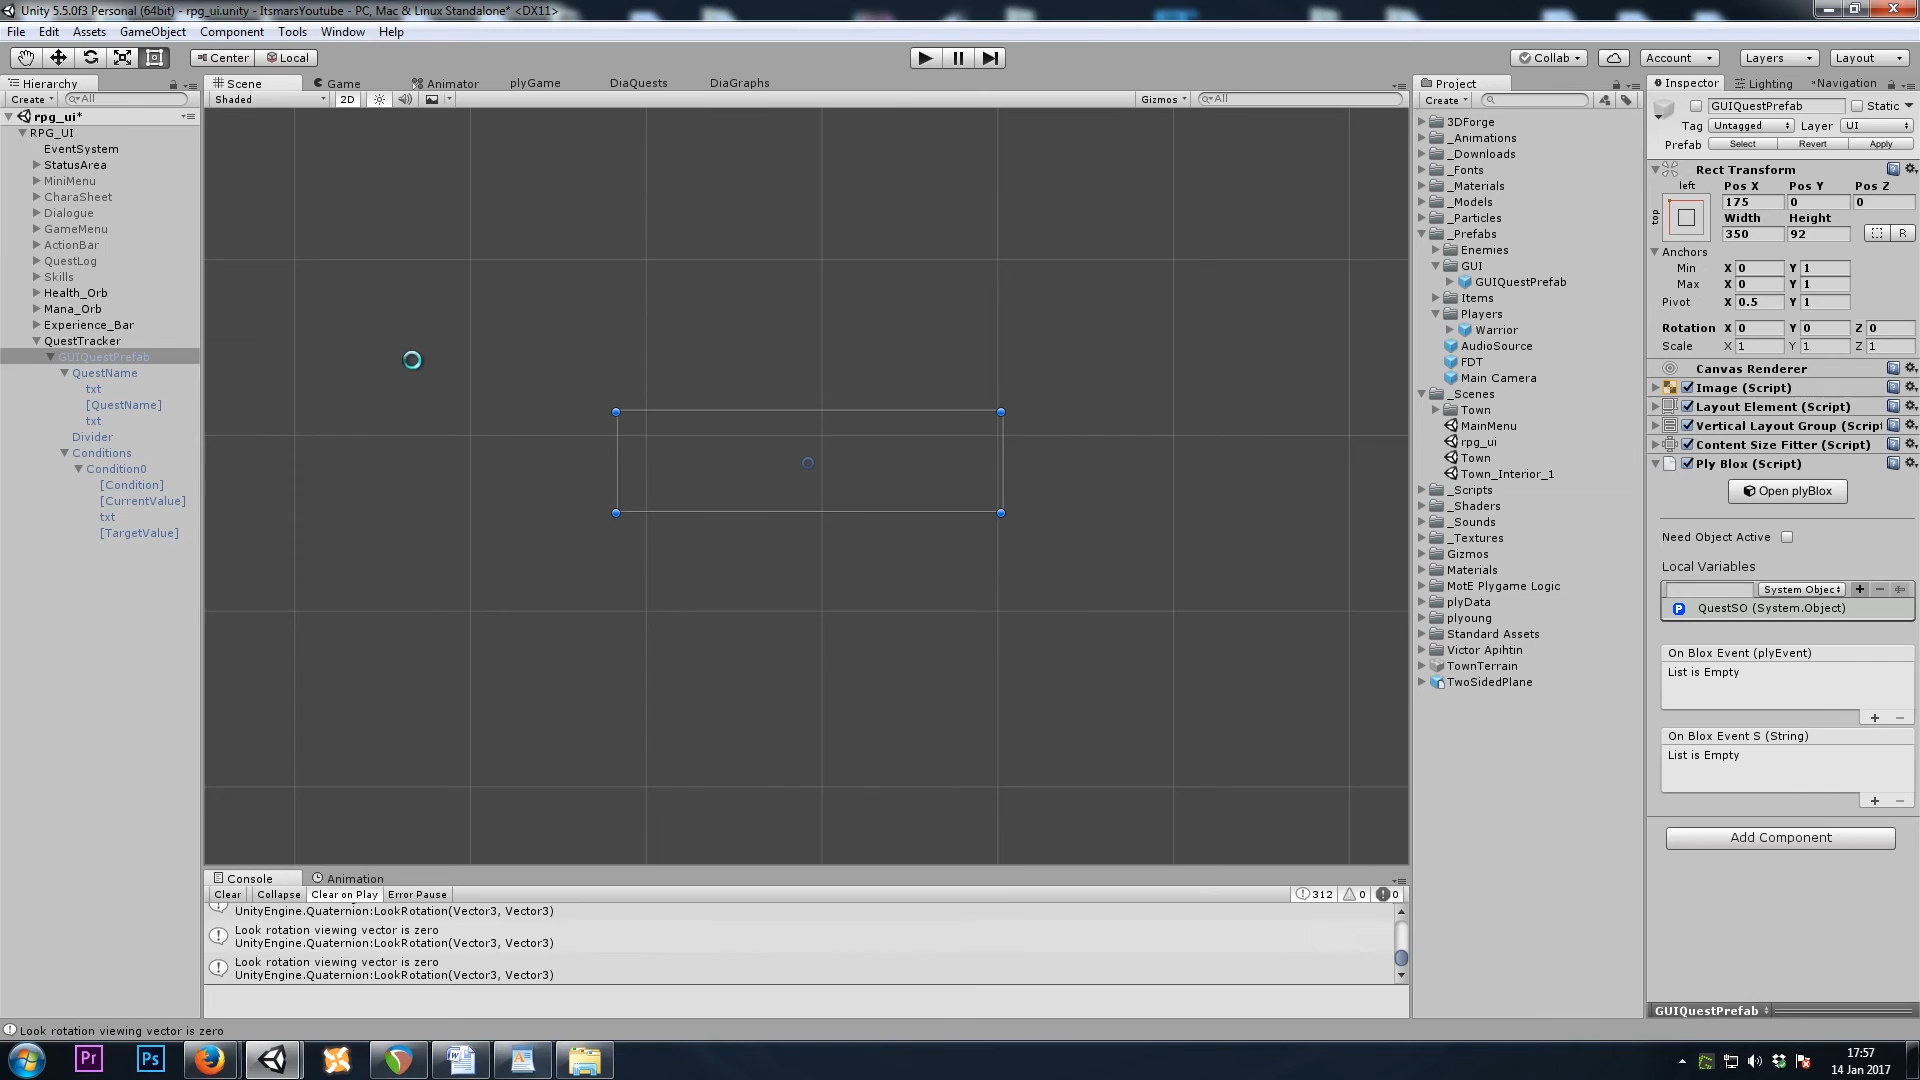 Unity 5.5.0f3 Personal (64bit) - rpg_ui.unity - ItsmarsYoutube - PC, Mac & Linux Standalone* <DX11>
File Edit Assets GameObject Component Tools Window Help
Center Local Collab Account Layers Layout
Hierarchy
Create All
rpg_ui*
RPG_UI
EventSystem
StatusArea
MiniMenu
CharaSheet
Dialogue
GameMenu
ActionBar
QuestLog
Skills
Health_Orb
Mana_Orb
Experience_Bar
QuestTracker
GUIQuestPrefab
QuestName
txt
[QuestName]
txt
Divider
Conditions
Condition0
[Condition]
[CurrentValue]
txt
[TargetValue]
Scene Game Animator plyGame DiaQuests DiaGraphs
Shaded 2D Gizmos All
Console Animation
Clear Collapse Clear on Play Error Pause 312 0 0
UnityEngine.Quaternion:LookRotation(Vector3, Vector3)
Look rotation viewing vector is zero
UnityEngine.Quaternion:LookRotation(Vector3, Vector3)
Look rotation viewing vector is zero
UnityEngine.Quaternion:LookRotation(Vector3, Vector3)
Look rotation viewing vector is zero
Project
Create
3DForge
_Animations
_Downloads
_Fonts
_Materials
_Models
_Particles
_Prefabs
Enemies
GUI
GUIQuestPrefab
Items
Players
Warrior
AudioSource
FDT
Main Camera
_Scenes
Town
MainMenu
rpg_ui
Town
Town_Interior_1
_Scripts
_Shaders
_Sounds
_Textures
Gizmos
Materials
MotE Plygame Logic
plyData
plyoung
Standard Assets
Victor Apihtin
TownTerrain
TwoSidedPlane
Inspector Lighting *Navigation
GUIQuestPrefab Static
Tag Untagged Layer UI
Prefab Select Revert Apply
Rect Transform
left Pos X Pos Y Pos Z
175 0 0
top Width Height
350 92 R
Anchors
Min X 0 Y 1
Max X 0 Y 1
Pivot X 0.5 Y 1
Rotation X 0 Y 0 Z 0
Scale X 1 Y 1 Z 1
Canvas Renderer
Image (Script)
Layout Element (Script)
Vertical Layout Group (Script
Content Size Fitter (Script)
Ply Blox (Script)
Open plyBlox
Need Object Active
Local Variables
System Objec
P QuestSO (System.Object)
On Blox Event (plyEvent)
List is Empty
On Blox Event S (String)
List is Empty
Add Component
GUIQuestPrefab
Pr Ps
17:57
14 Jan 2017